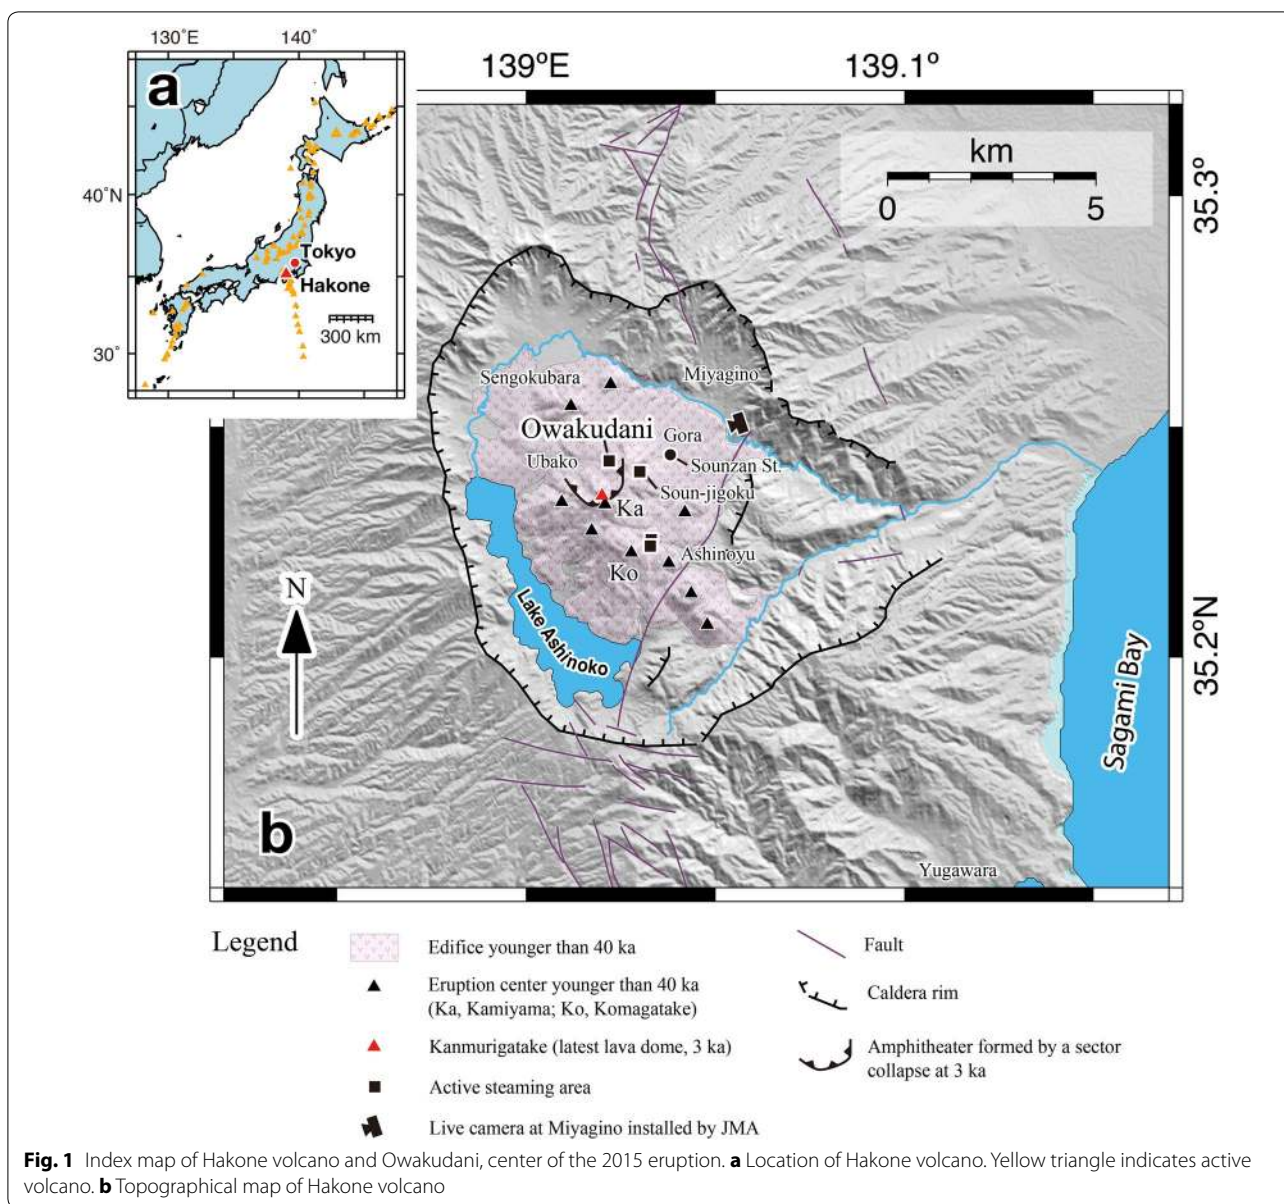 130°E 140°
a
40°N
30°
Tokyo
Hakone
300 km
139°E 139.1°
km
0 5
35.3°
35.2°N
Sengokubara
Miyagino
Owakudani
Gora
Ubako
Sounzan St.
Soun-jigoku
Ka
Ashinoyu
Ko
N
Lake Ashinoko
Sagami Bay
b
Yugawara
Legend
Edifice younger than 40 ka
Eruption center younger than 40 ka
(Ka, Kamiyama; Ko, Komagatake)
Kanmurigatake (latest lava dome, 3 ka)
Active steaming area
Live camera at Miyagino installed by JMA
Fault
Caldera rim
Amphitheater formed by a sector
collapse at 3 ka
Fig. 1 Index map of Hakone volcano and Owakudani, center of the 2015 eruption. a Location of Hakone volcano. Yellow triangle indicates active
volcano. b Topographical map of Hakone volcano